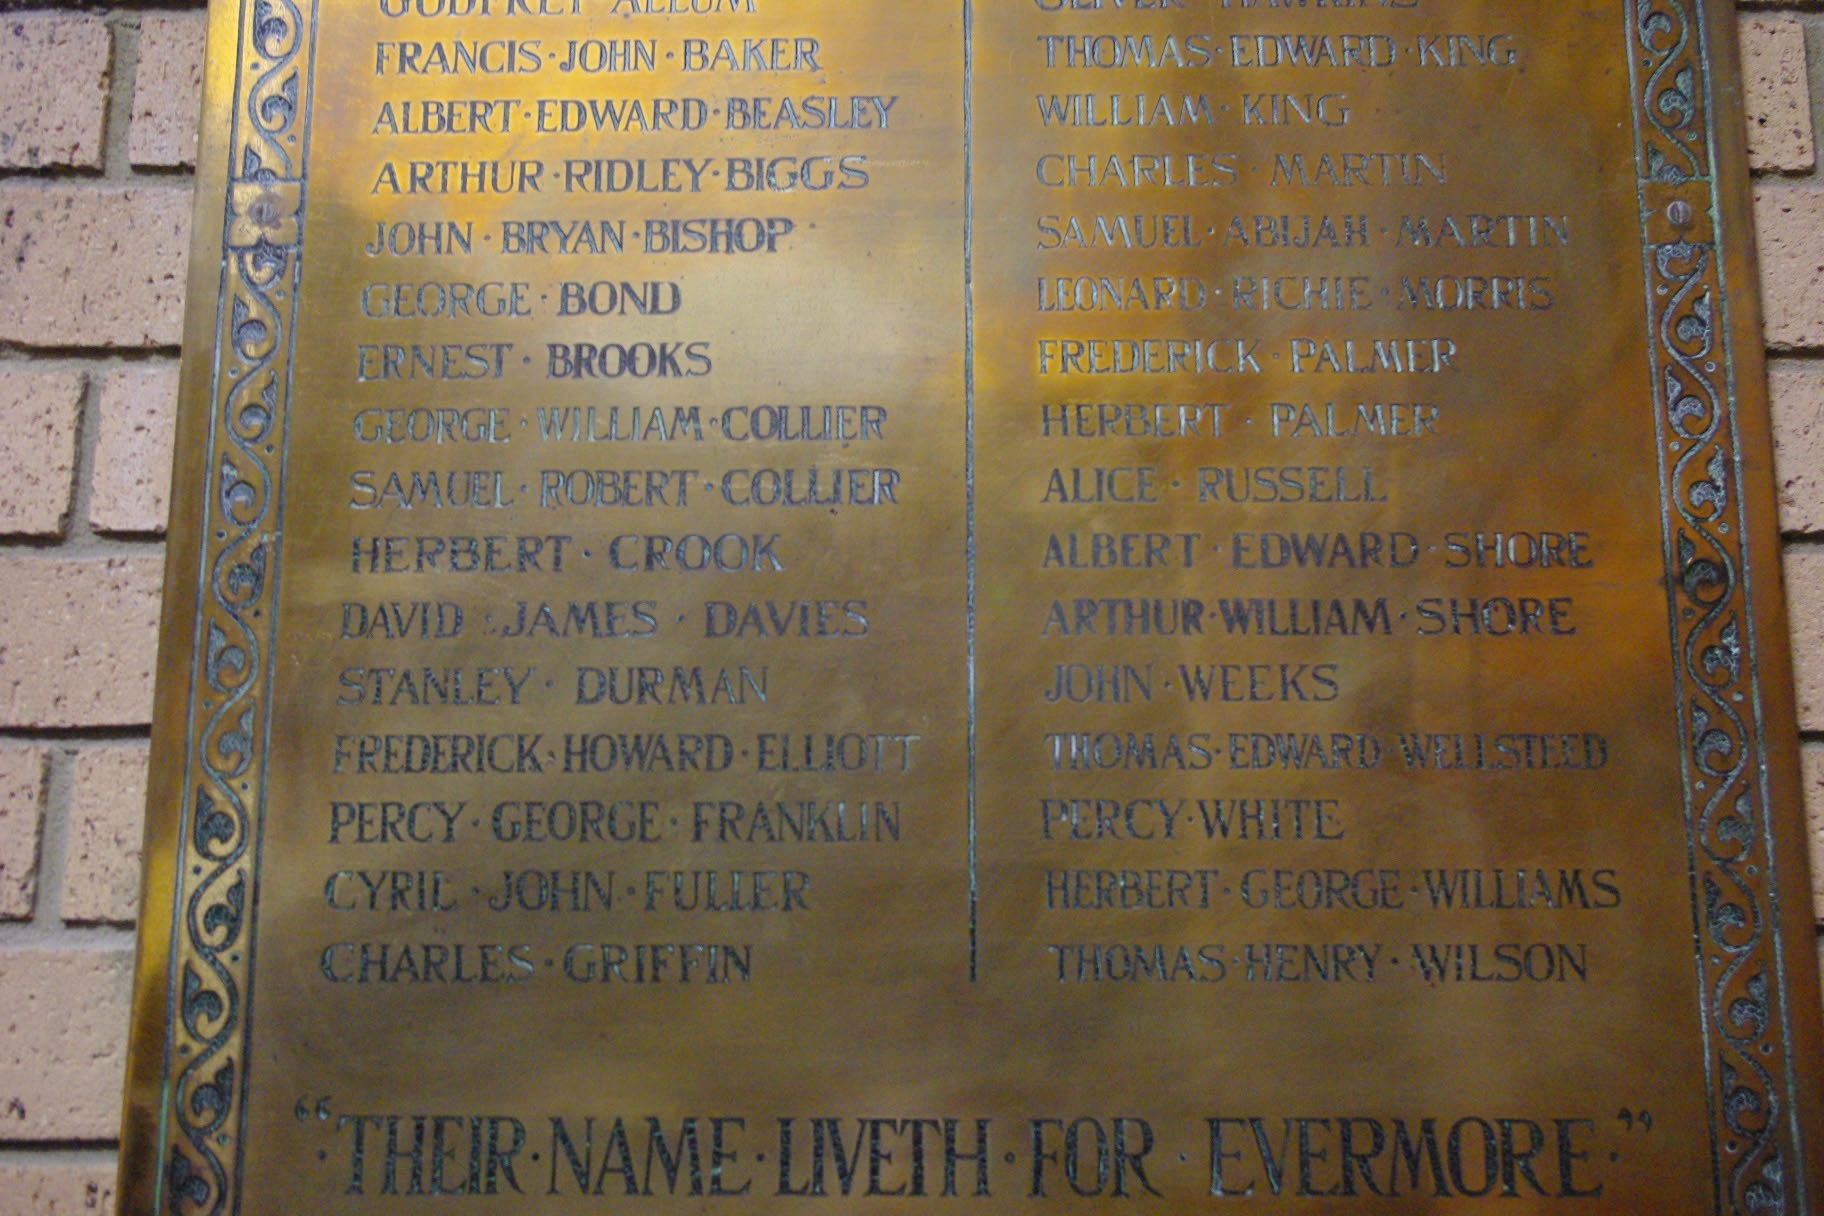 GODFREY ALLUM
FRANCIS·JOHN·BAKER
ALBERT·EDWARD·BEASLEY
ARTHUR·RIDLEY·BIGGS
JOHN·BRYAN·BISHOP
GEORGE·BOND
ERNEST·BROOKS
GEORGE·WILLIAM·COLLIER
SAMUEL·ROBERT·COLLIER
HERBERT·CROOK
DAVID·JAMES·DAVIES
STANLEY·DURMAN
FREDERICK·HOWARD·ELLIOTT
PERCY·GEORGE·FRANKLIN
CYRIL·JOHN·FULLER
CHARLES·GRIFFIN
OLIVER HAWKINS
THOMAS·EDWARD·KING
WILLIAM·KING
CHARLES·MARTIN
SAMUEL·ABIJAH·MARTIN
LEONARD·RICHIE·MORRIS
FREDERICK·PALMER
HERBERT·PALMER
ALICE·RUSSELL
ALBERT·EDWARD·SHORE
ARTHUR·WILLIAM·SHORE
JOHN·WEEKS
THOMAS·EDWARD·WELLSTEED
PERCY·WHITE
HERBERT·GEORGE·WILLIAMS
THOMAS·HENRY·WILSON
“·THEIR·NAME·LIVETH·FOR·EVERMORE·”